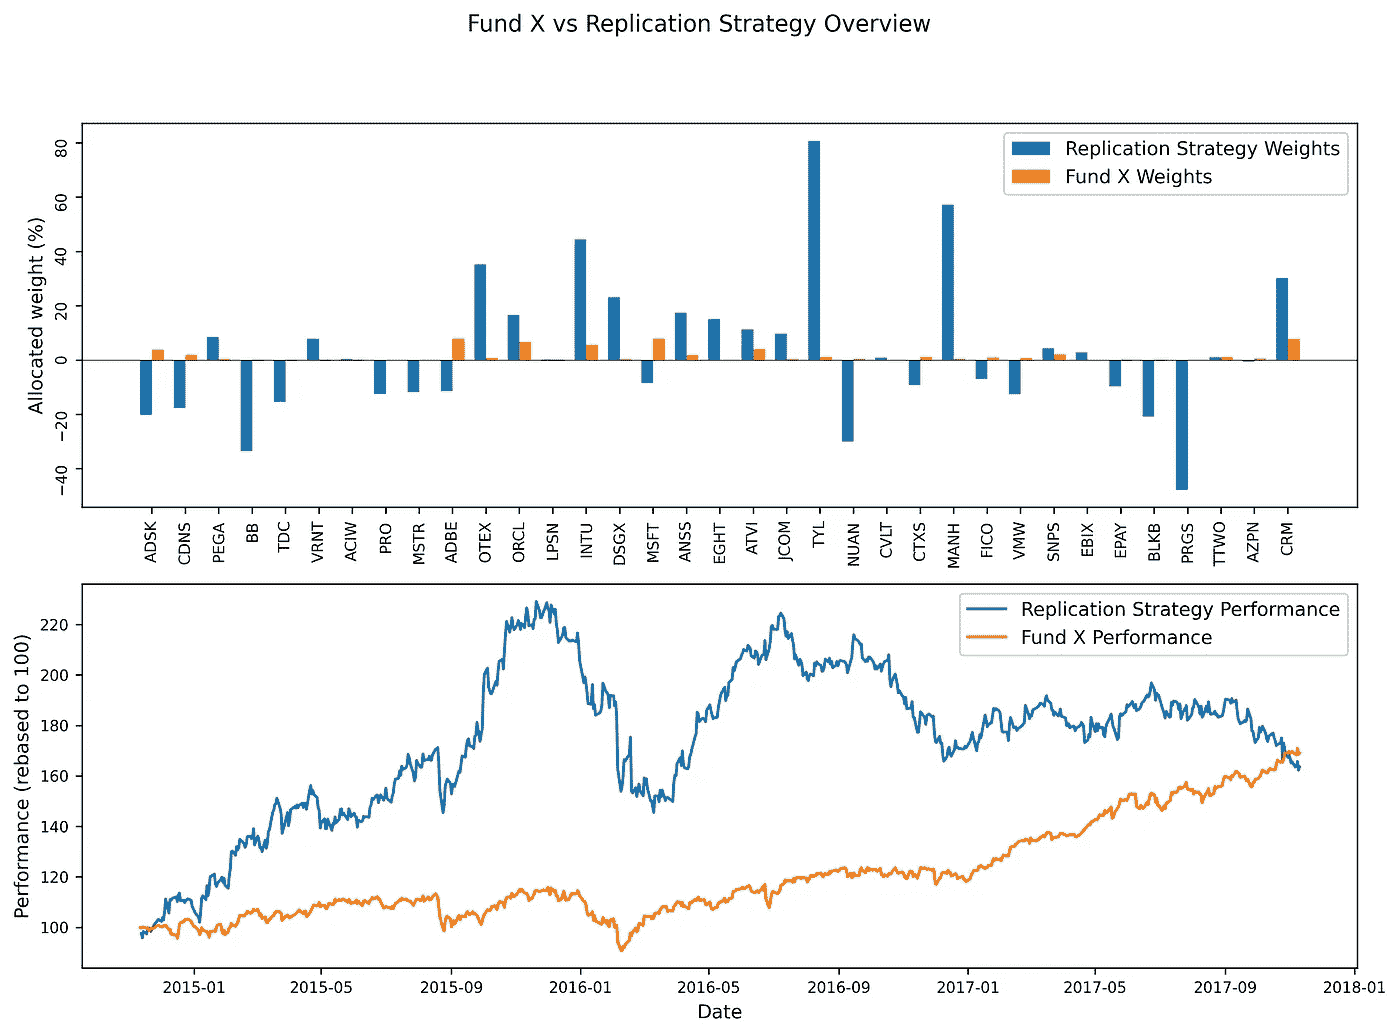 Fund X vs Replication Strategy Overview
Allocated weight (%)
80
60
40
20
0
−20
−40
Replication Strategy Weights
Fund X Weights
ADSK
CDNS
PEGA
BB
TDC
VRNT
ACIW
PRO
MSTR
ADBE
OTEX
ORCL
LPSN
INTU
DSGX
MSFT
ANSS
EGHT
ATVI
JCOM
TYL
NUAN
CVLT
CTXS
MANH
FICO
VMW
SNPS
EBIX
EPAY
BLKB
PRGS
TTWO
AZPN
CRM
Performance (rebased to 100)
220
200
180
160
140
120
100
Replication Strategy Performance
Fund X Performance
2015-01
2015-05
2015-09
2016-01
2016-05
2016-09
2017-01
2017-05
2017-09
2018-01
Date